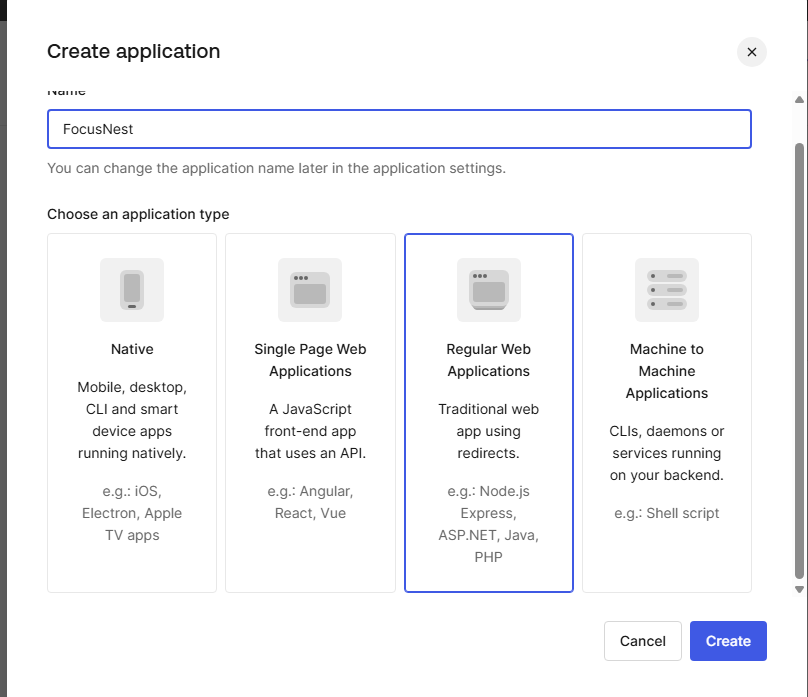 Create application
Name
FocusNest
You can change the application name later in the application settings.
Choose an application type
Native
Mobile, desktop,
CLI and smart
device apps
running natively.
e.g.: iOS,
Electron, Apple
TV apps
Single Page Web
Applications
A JavaScript
front-end app
that uses an API.
e.g.: Angular,
React, Vue
Regular Web
Applications
Traditional web
app using
redirects.
e.g.: Node.js
Express,
ASP.NET, Java,
PHP
Machine to
Machine
Applications
CLIs, daemons or
services running
on your backend.
e.g.: Shell script
Cancel
Create